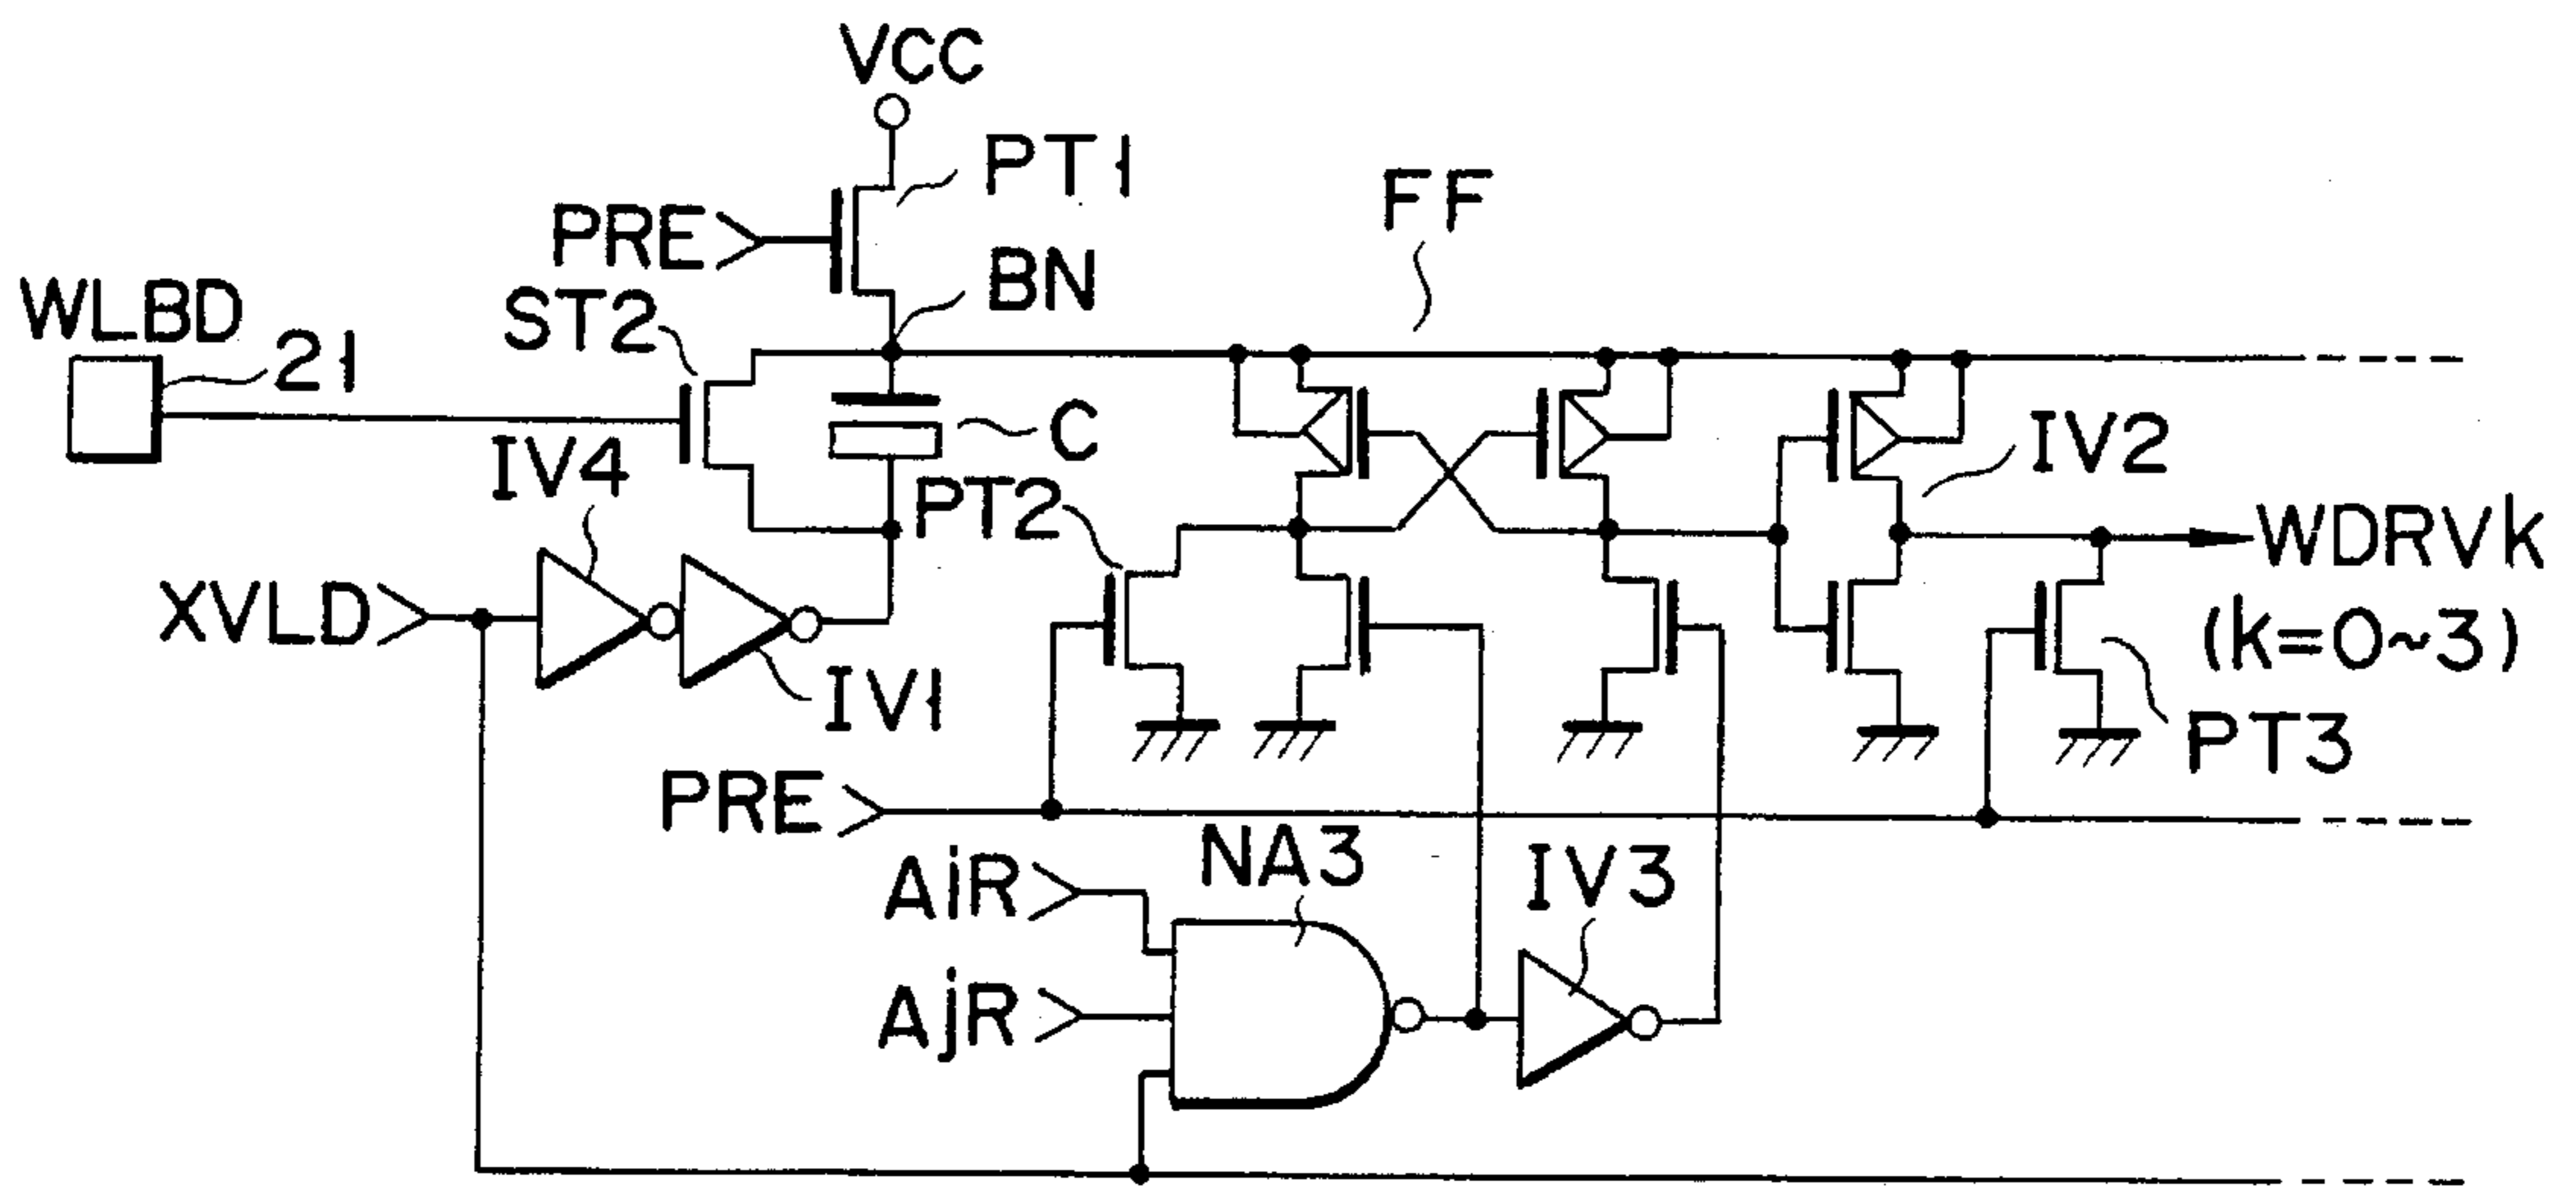 VCC
PT1
PRE
BN
FF
WLBD
21
ST2
C
IV4
PT2
IV2
WDRVk
(k=0~3)
XVLD
IV1
PT3
PRE
AiR
NA3
IV3
AjR